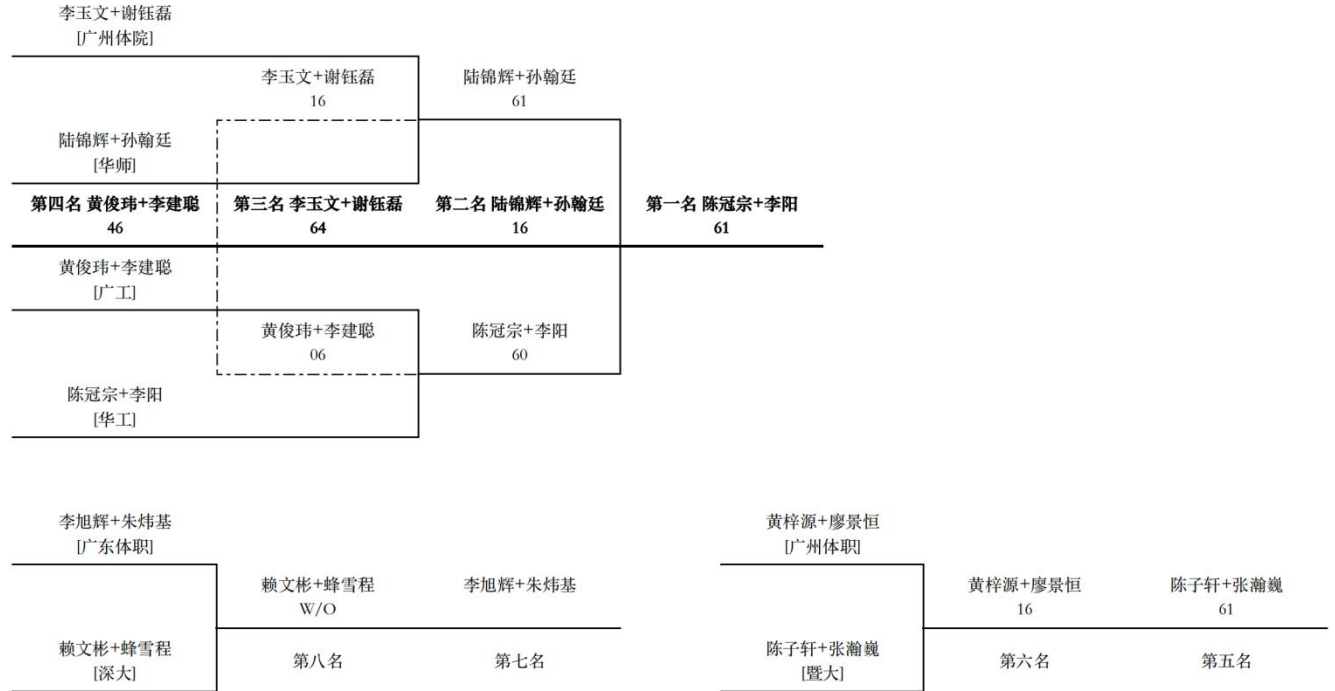 李玉文+谢钰磊
[广州体院]
李玉文+谢钰磊 陆锦辉+孙翰廷
16 61
陆锦辉+孙翰廷
[华师]
第四名 黄俊玮+李建聪 第三名 李玉文+谢钰磊 第二名 陆锦辉+孙翰廷 第一名 陈冠宗+李阳
46 64 16 61
黄俊玮+李建聪
[广工]
黄俊玮+李建聪 陈冠宗+李阳
06 60
陈冠宗+李阳
[华工]
李旭辉+朱炜基 黄梓源+廖景恒
[广东体职] [广州体职]
赖文彬+蜂雪程 李旭辉+朱炜基 黄梓源+廖景恒 陈子轩+张瀚巍
W/O 16 61
赖文彬+蜂雪程 第八名 第七名 陈子轩+张瀚巍 第六名 第五名
[深大] [暨大]